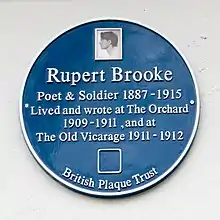 Rupert Brooke
Poet & Soldier 1887-1915
"Lived and wrote at The Orchard"
1909-1911, and at
The Old Vicarage 1911-1912
British Plaque Trust